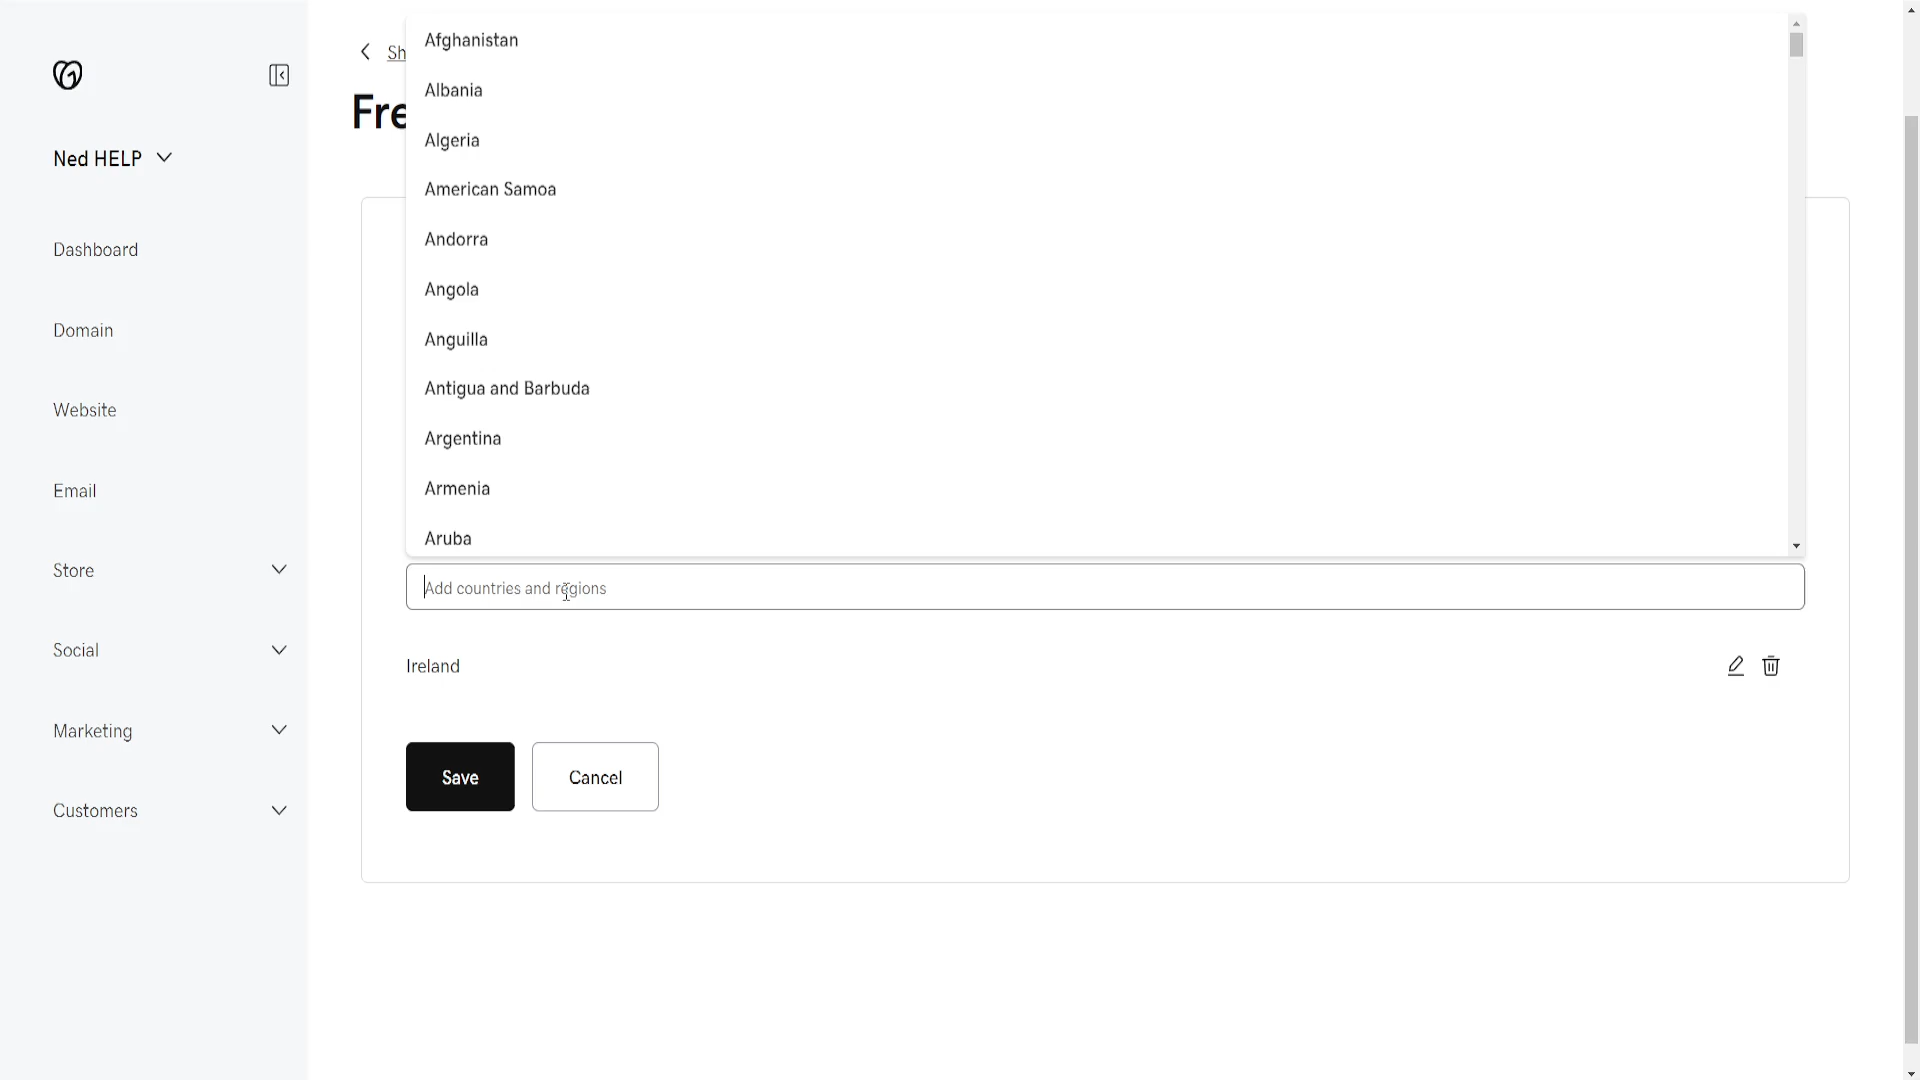 Sh
Fre
Ned HELP
Dashboard
Domain
Website
Email
Store
Social
Marketing
Customers
Afghanistan
Albania
Algeria
American Samoa
Andorra
Angola
Anguilla
Antigua and Barbuda
Argentina
Armenia
Aruba
Add countries and regions
Ireland
Save
Cancel